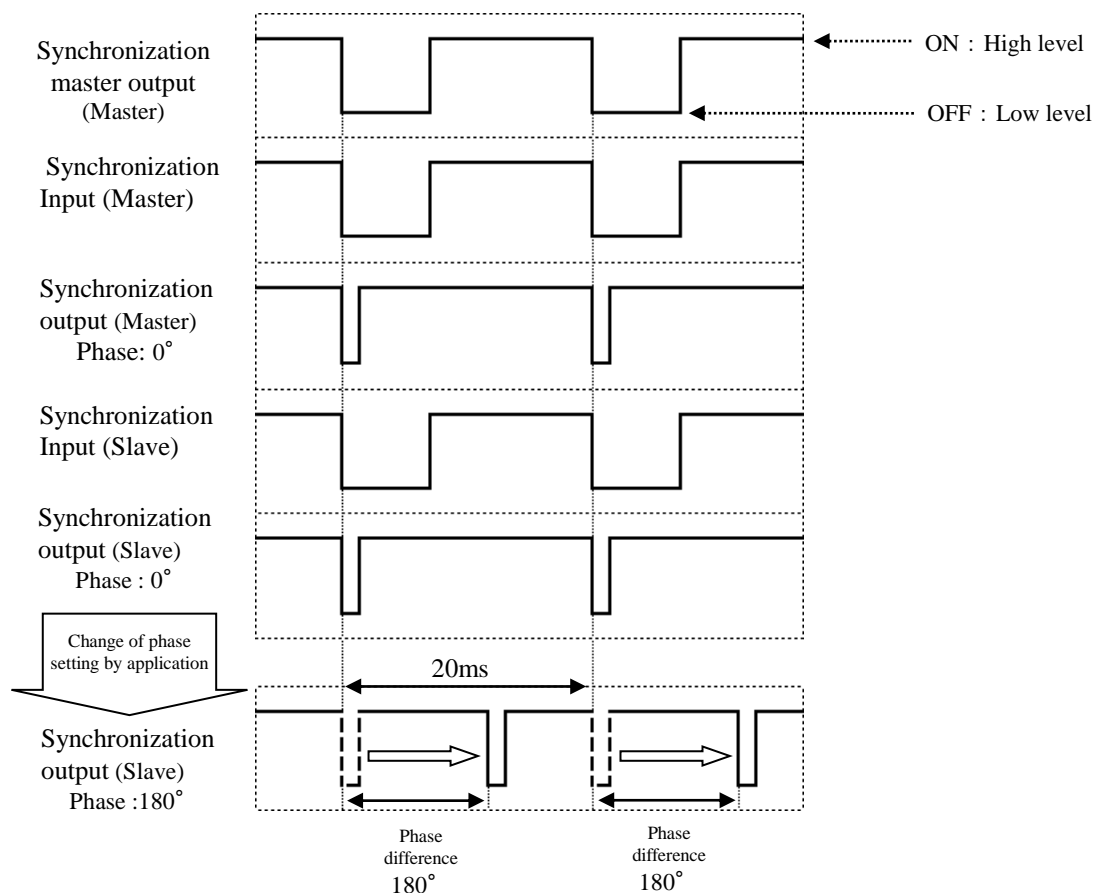 Synchronization
master output
(Master)
ON : High level
OFF : Low level
Synchronization
Input (Master)
Synchronization
output (Master)
Phase: 0°
Synchronization
Input (Slave)
Synchronization
output (Slave)
Phase : 0°
Change of phase
setting by application
20ms
Synchronization
output (Slave)
Phase :180°
Phase
difference
180°
Phase
difference
180°